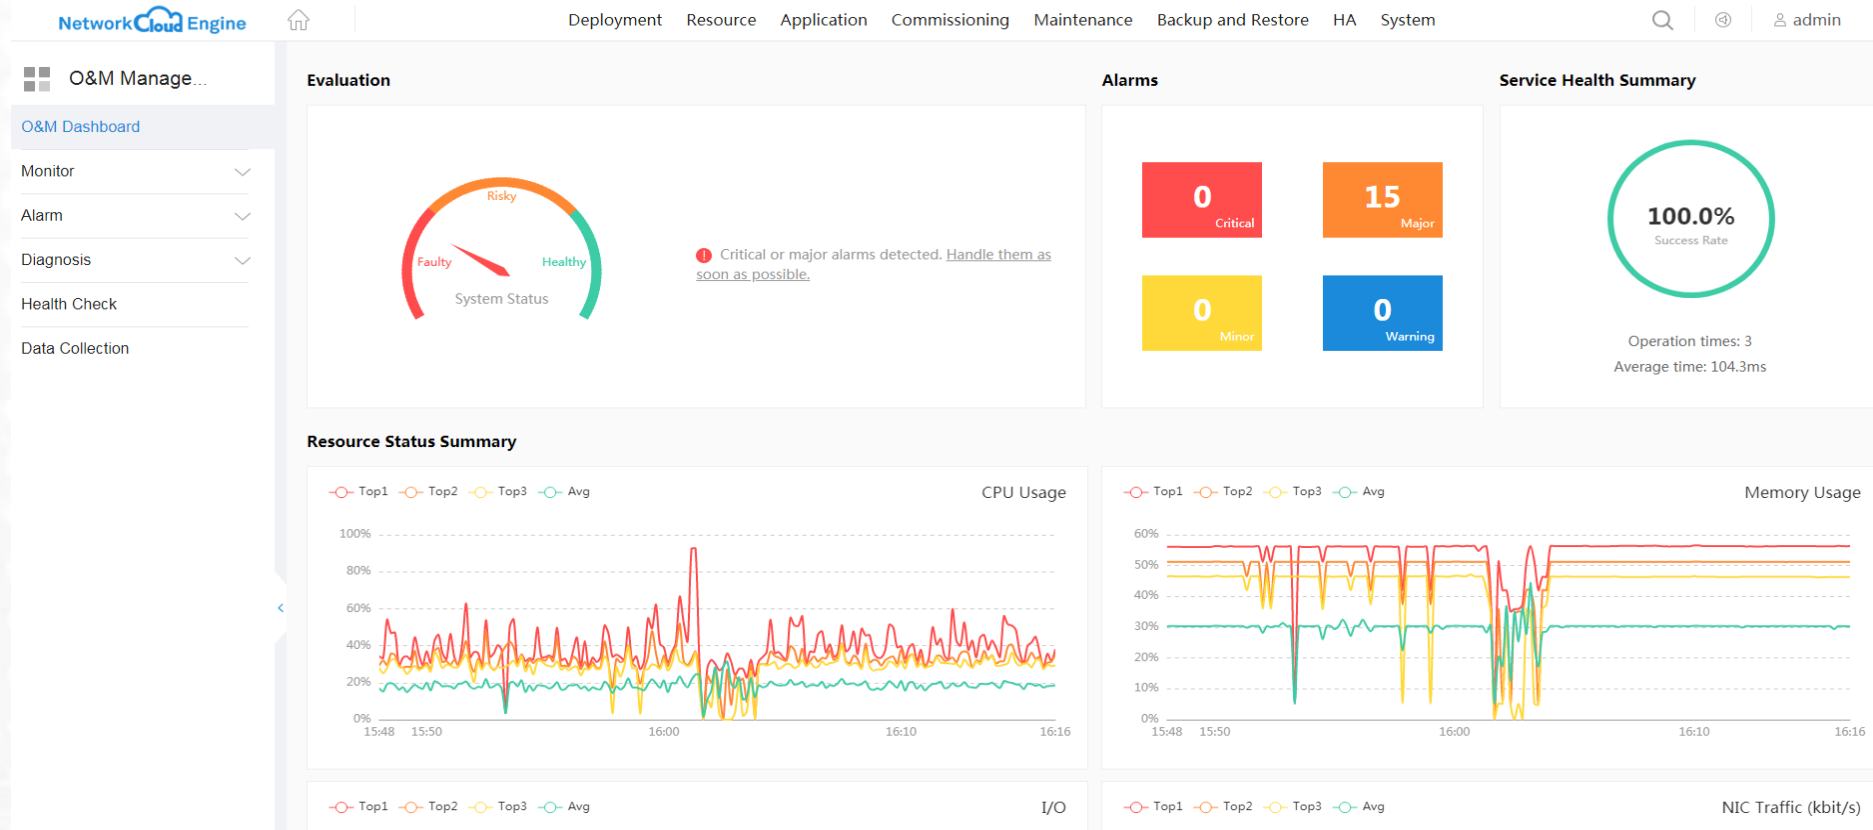 NetworkCloud Engine
Deployment Resource Application Commissioning Maintenance Backup and Restore HA System
admin
O&M Manage...
O&M Dashboard
Monitor
Alarm
Diagnosis
Health Check
Data Collection
Evaluation
Risky
Faulty
Healthy
System Status
Critical or major alarms detected. Handle them as
soon as possible.
Alarms
0
Critical
15
Major
0
Minor
0
Warning
Service Health Summary
100.0%
Success Rate
Operation times: 3
Average time: 104.3ms
Resource Status Summary
Top1 Top2 Top3 Avg
CPU Usage
100%
80%
60%
40%
20%
0%
15:48 15:50 16:00 16:10 16:16
Top1 Top2 Top3 Avg
Memory Usage
60%
50%
40%
30%
20%
10%
0%
15:48 15:50 16:00 16:10 16:16
Top1 Top2 Top3 Avg
I/O
Top1 Top2 Top3 Avg
NIC Traffic (kbit/s)